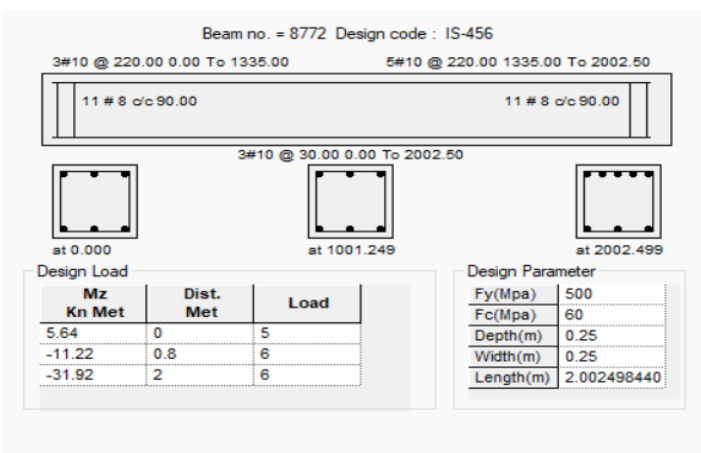 Beam no. = 8772 Design code : IS-456
3#10 @ 220.00 0.00 To 1335.00 5#10 @ 220.00 1335.00 To 2002.50
11 # 8 c/c 90.00 11 # 8 c/c 90.00
3#10 @ 30.00 0.00 To 2002.50
at 0.000 at 1001.249 at 2002.499
Design Load Design Parameter
Mz Kn Met Dist. Met Load
5.64 0 5
-11.22 0.8 6
-31.92 2 6
Fy(Mpa) 500
Fc(Mpa) 60
Depth(m) 0.25
Width(m) 0.25
Length(m) 2.002498440